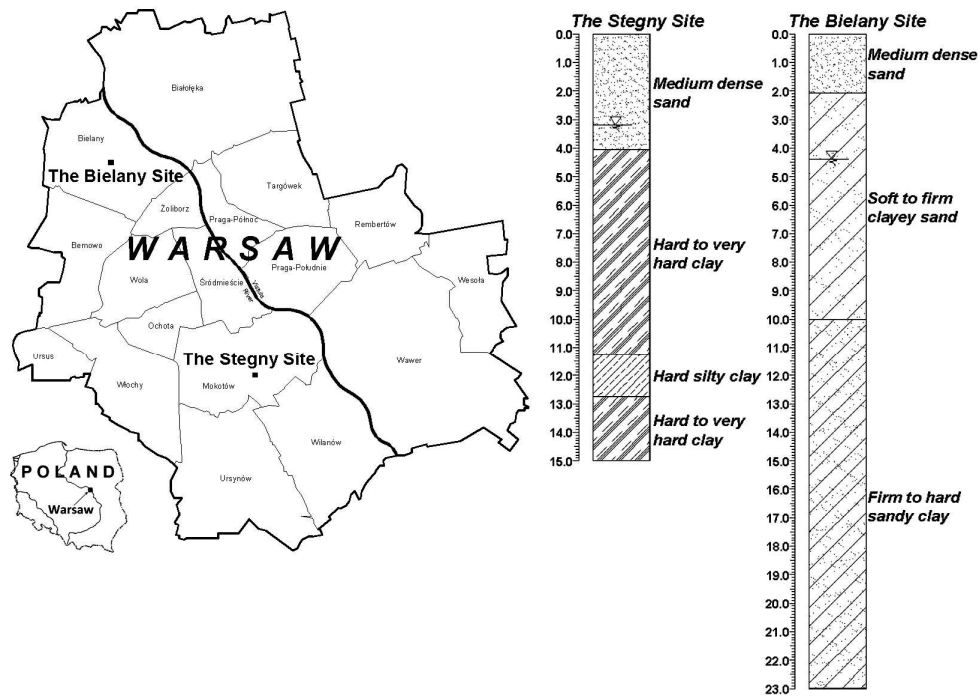 Białołęka
Bielany
The Bielany Site
Targówek
Żoliborz
Praga-Północ
Rembertów
Bemowo
WARSAW
Praga-Południe
Wesoła
Wola
Śródmieście
Vistula
River
Ochota
Ursus
The Stegny Site
Wawer
Włochy
Mokotów
Wilanów
Ursynów
POLAND
Warsaw
The Stegny Site
0.0
1.0
2.0
3.0
4.0
5.0
6.0
7.0
8.0
9.0
10.0
11.0
12.0
13.0
14.0
15.0
Medium dense
sand
Hard to very
hard clay
Hard silty clay
Hard to very
hard clay
The Bielany Site
0.0
1.0
2.0
3.0
4.0
5.0
6.0
7.0
8.0
9.0
10.0
11.0
12.0
13.0
14.0
15.0
16.0
17.0
18.0
19.0
20.0
21.0
22.0
23.0
Medium dense
sand
Soft to firm
clayey sand
Firm to hard
sandy clay